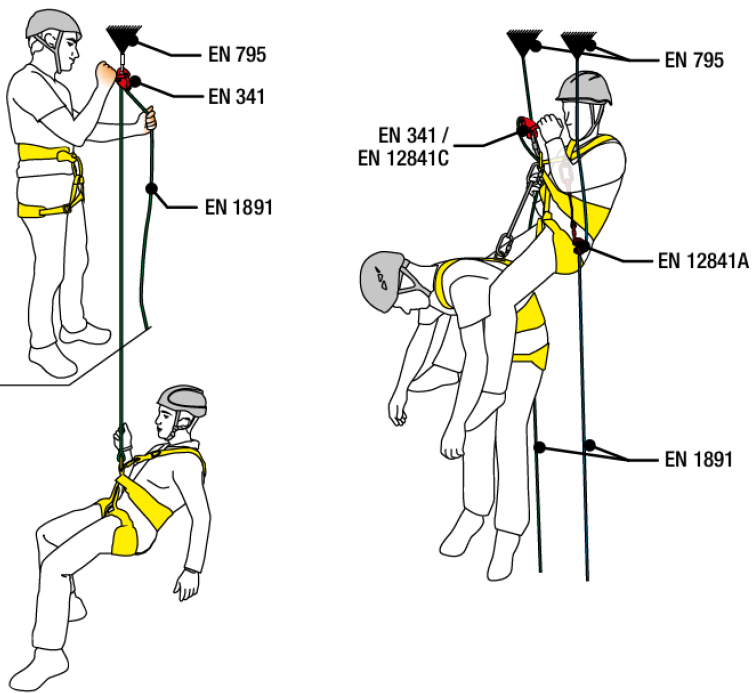 EN 795
EN 341
EN 1891
EN 795
EN 341 /
EN 12841C
EN 12841A
EN 1891